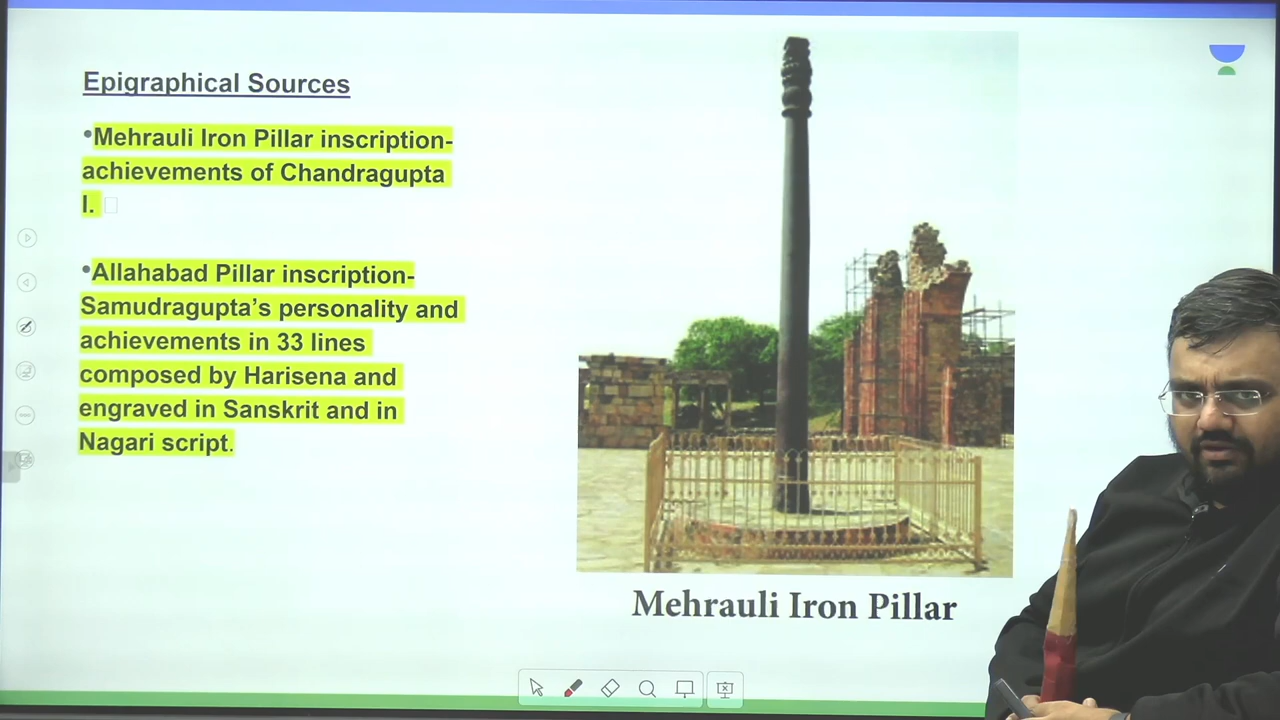 Epigraphical Sources
•Mehrauli Iron Pillar inscription-
achievements of Chandragupta
I.
•Allahabad Pillar inscription-
Samudragupta's personality and
achievements in 33 lines
composed by Harisena and
engraved in Sanskrit and in
Nagari script.
Mehrauli Iron Pillar